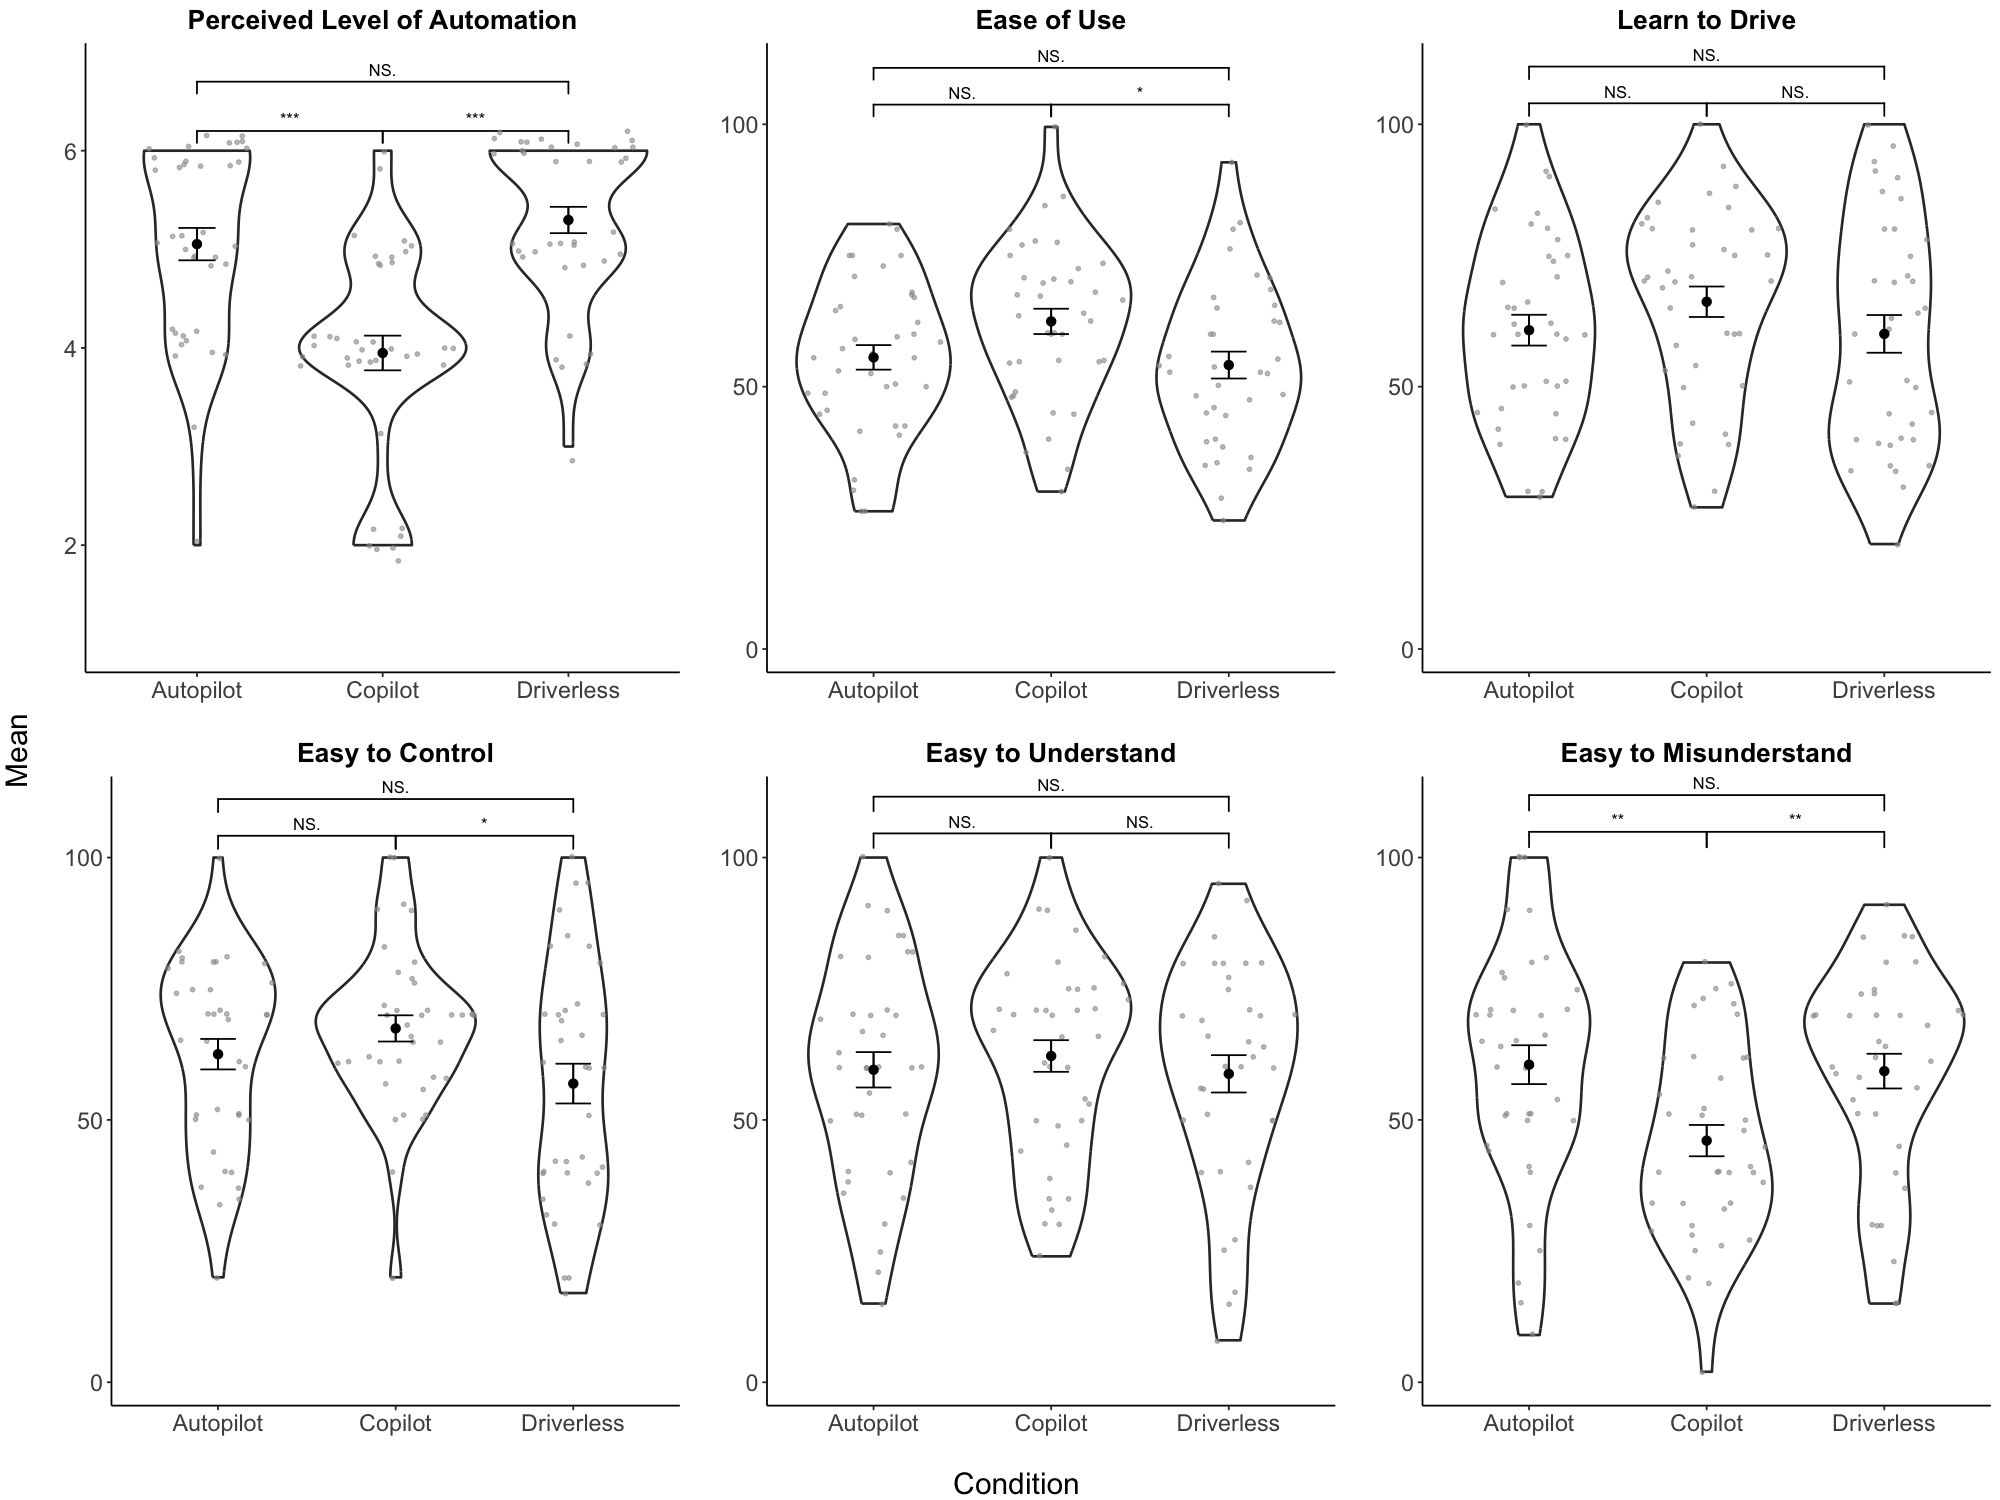 Perceived Level of Automation
NS.
*** ***
6
4
2
Autopilot Copilot Driverless
Ease of Use
NS.
NS. *
100
50
0
Autopilot Copilot Driverless
Learn to Drive
NS.
NS. NS.
100
50
0
Autopilot Copilot Driverless
Mean
Easy to Control
NS.
NS. *
100
50
0
Autopilot Copilot Driverless
Easy to Understand
NS.
NS. NS.
100
50
0
Autopilot Copilot Driverless
Easy to Misunderstand
NS.
** **
100
50
0
Autopilot Copilot Driverless
Condition